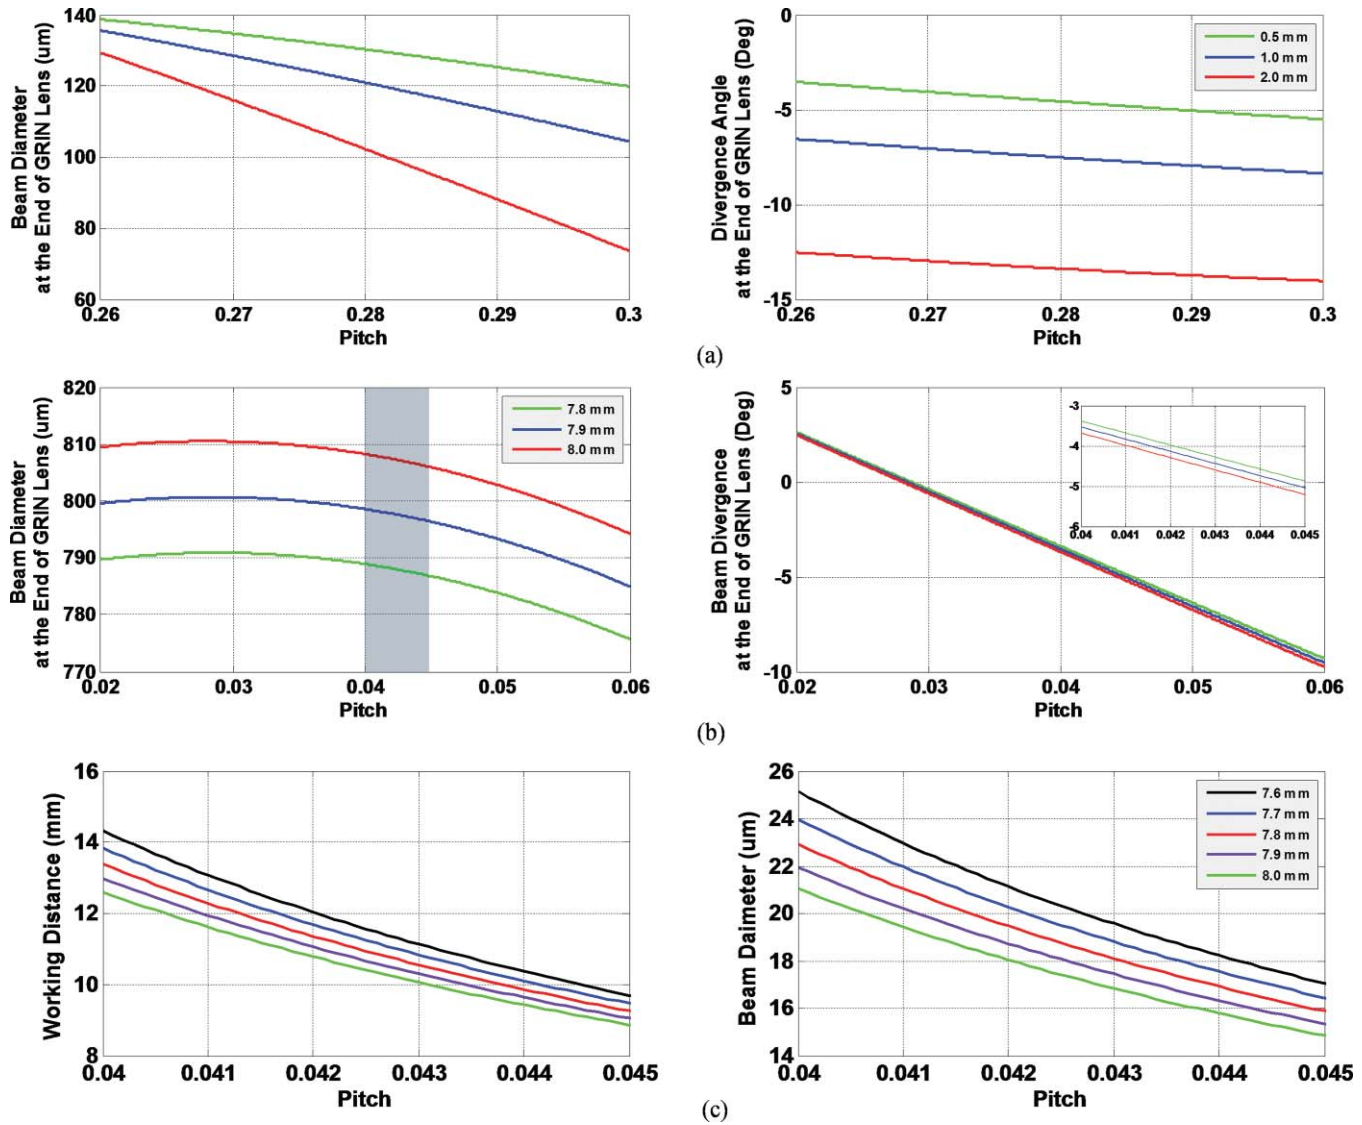 Beam Diameter
at the End of GRIN Lens (um)
140
120
100
80
60
0.26
0.27
0.28
0.29
0.3
Pitch
Divergence Angle
at the End of GRIN Lens (Deg)
0
-5
-10
-15
0.26
0.27
0.28
0.29
0.3
Pitch
0.5 mm
1.0 mm
2.0 mm
(a)
Beam Diameter
at the End of GRIN Lens (um)
820
810
800
790
780
770
0.02
0.03
0.04
0.05
0.06
Pitch
7.8 mm
7.9 mm
8.0 mm
Beam Divergence
at the End of GRIN Lens (Deg)
5
0
-5
-10
0.02
0.03
0.04
0.05
0.06
Pitch
-3
-4
-5
-6
0.04
0.041
0.042
0.043
0.044
0.045
(b)
Working Distance (mm)
16
14
12
10
8
0.04
0.041
0.042
0.043
0.044
0.045
Pitch
Beam Daimeter (um)
26
24
22
20
18
16
14
0.04
0.041
0.042
0.043
0.044
0.045
Pitch
7.6 mm
7.7 mm
7.8 mm
7.9 mm
8.0 mm
(c)